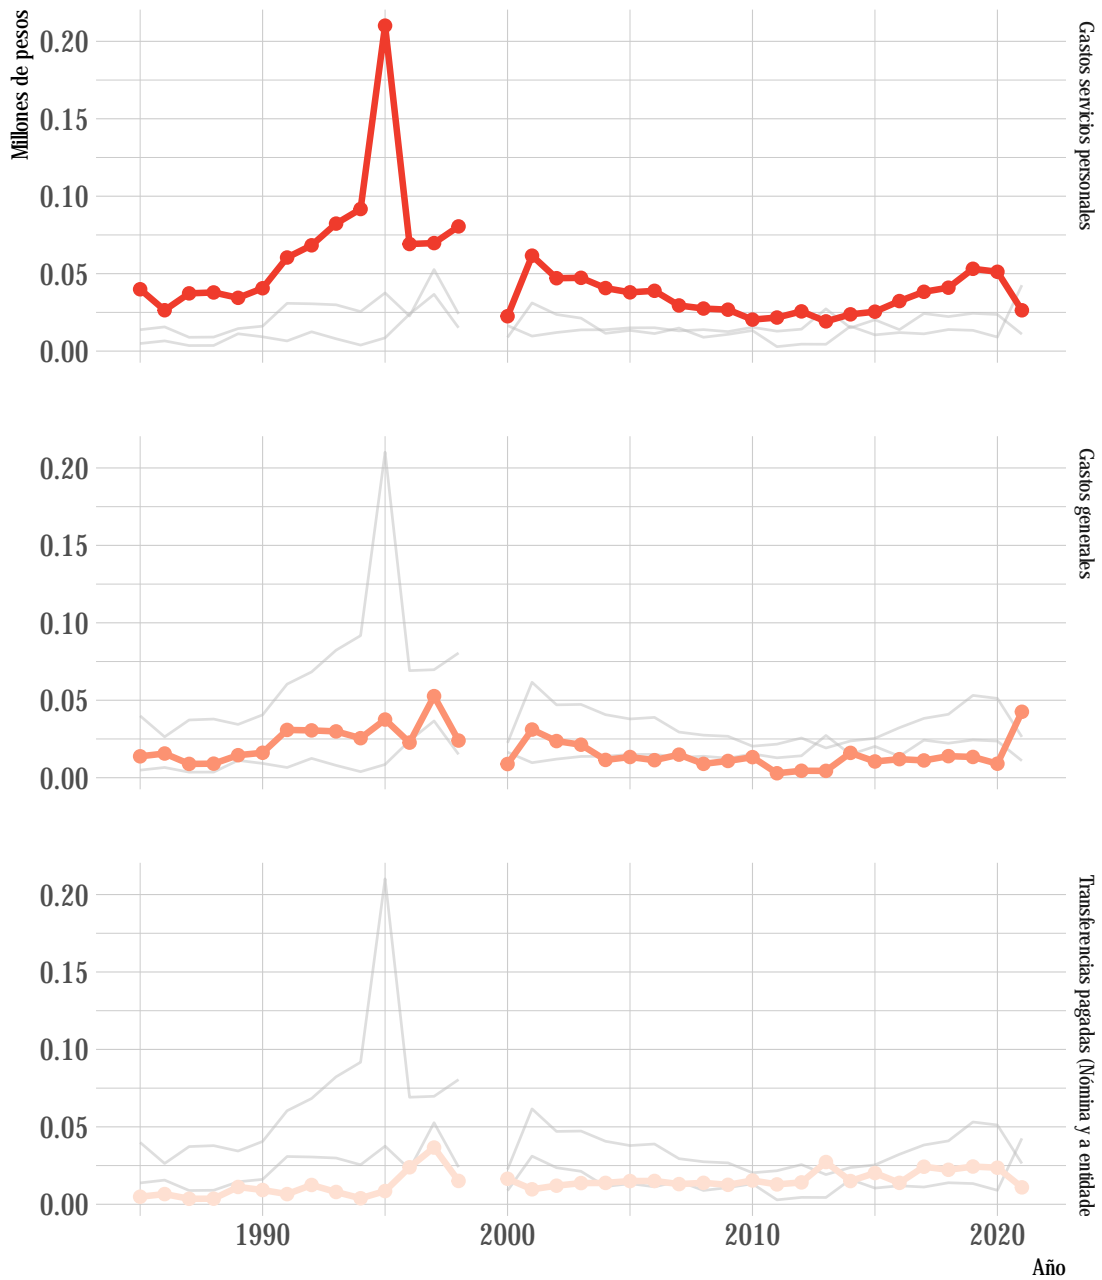 Millones de pesos
0.20
0.15
0.10
0.05
0.00
Gastos servicios personales
0.20
0.15
0.10
0.05
0.00
Gastos generales
0.20
0.15
0.10
0.05
0.00
Transferencias pagadas (Nómina y a entidade
1990 2000 2010 2020
Año